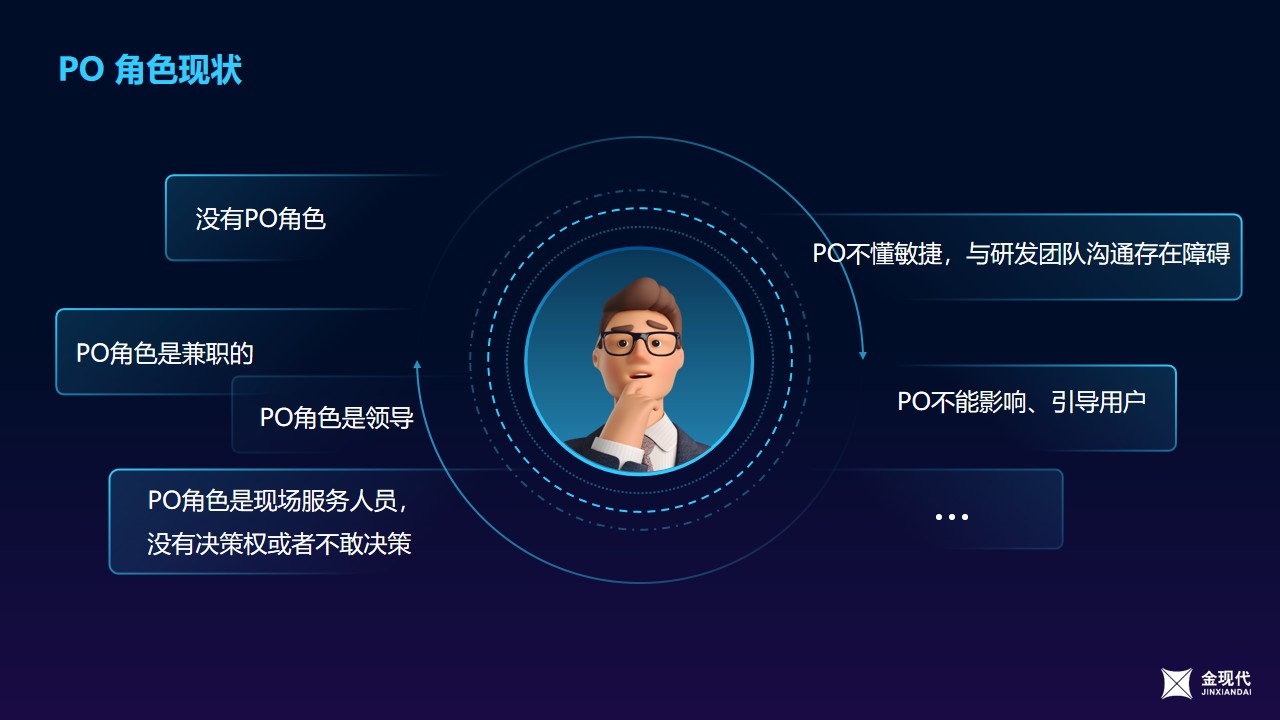 PO 角色现状
没有PO角色
PO角色是兼职的
PO角色是领导
PO角色是现场服务人员，
没有决策权或者不敢决策
PO不懂敏捷，与研发团队沟通存在障碍
PO不能影响、引导用户
...
金现代
JINXIANDAI